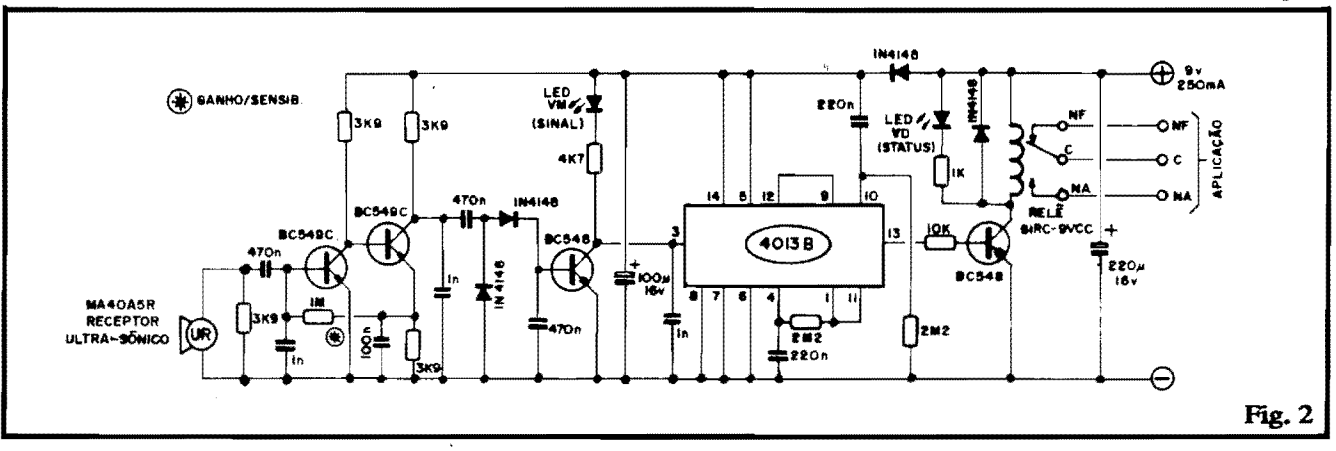 1N4148
9v
250mA
GANHO/SENSIB.
LED
VM
(SINAL)
220n
LED
VD
(STATUS)
1N4148
NF
NF
3K9
3K9
C
C
APLICAÇÃO
4K7
1K
NA
NA
14
5
12
9
10
RELÊ
G1RC-9VCC
BC549C
470n
1N4148
BC549C
BC548
3
4013B
13
10K
470n
1n
1N4148
100µ
16v
BC548
220µ
16v
MA40A5R
RECEPTOR
ULTRA-SÔNICO
UR
3K9
1M
1n
100n
3K9
470n
1n
8
7
6
4
1
11
2M2
220n
2M2
Fig. 2